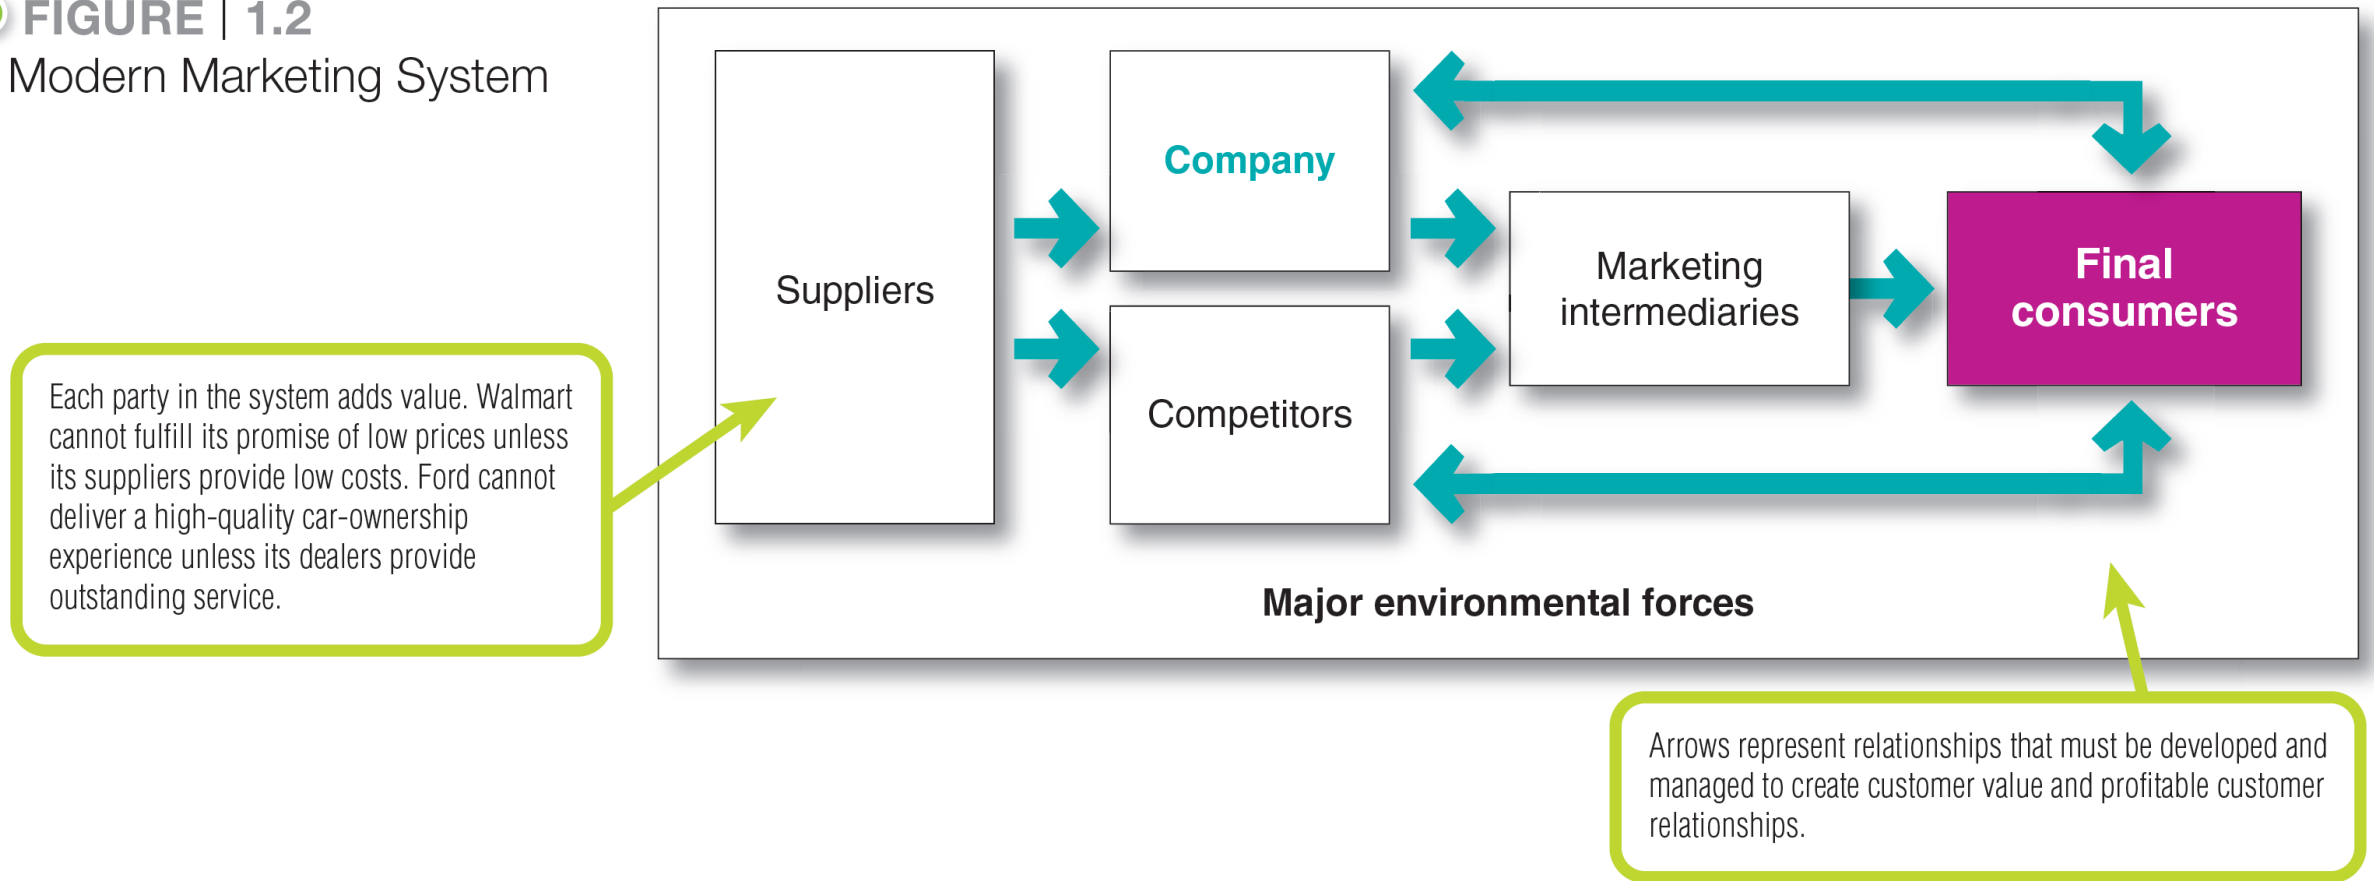 FIGURE | 1.2
Modern Marketing System
Suppliers
Company
Competitors
Marketing
intermediaries
Final
consumers
Major environmental forces
Each party in the system adds value. Walmart
cannot fulfill its promise of low prices unless
its suppliers provide low costs. Ford cannot
deliver a high-quality car-ownership
experience unless its dealers provide
outstanding service.
Arrows represent relationships that must be developed and
managed to create customer value and profitable customer
relationships.